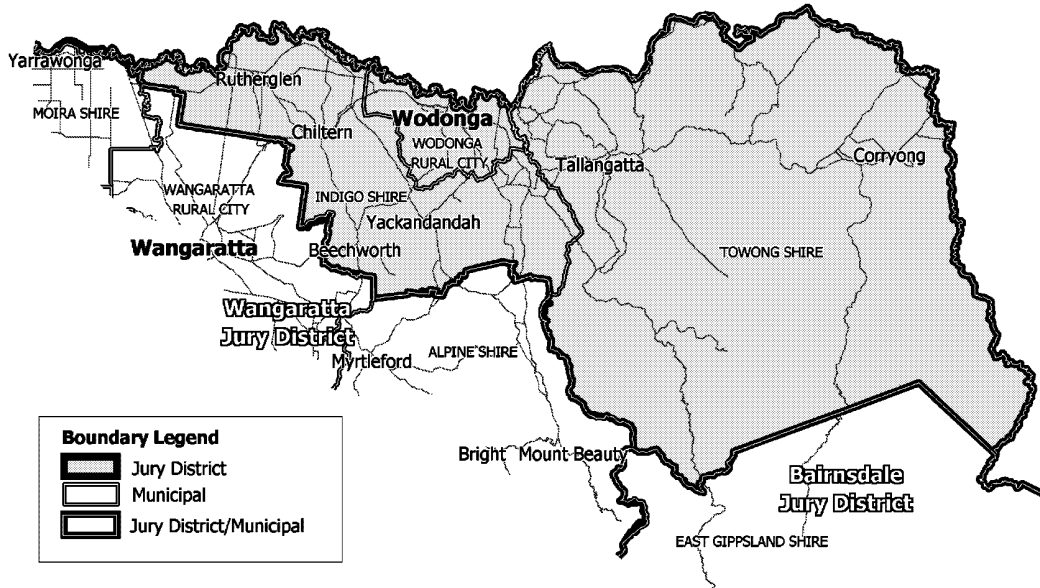 Yarrawonga
Rutherglen
MOIRA SHIRE
Chiltern
Wodonga
WODONGA
RURAL CITY
Tallangatta
Corryong
WANGARATTA
RURAL CITY
INDIGO SHIRE
Yackandandah
Wangaratta
Beechworth
TOWONG SHIRE
Wangaratta
Jury District
Myrtleford
ALPINE SHIRE
Bright
Mount Beauty
Bairnsdale
Jury District
EAST GIPPSLAND SHIRE
Boundary Legend
Jury District
Municipal
Jury District/Municipal